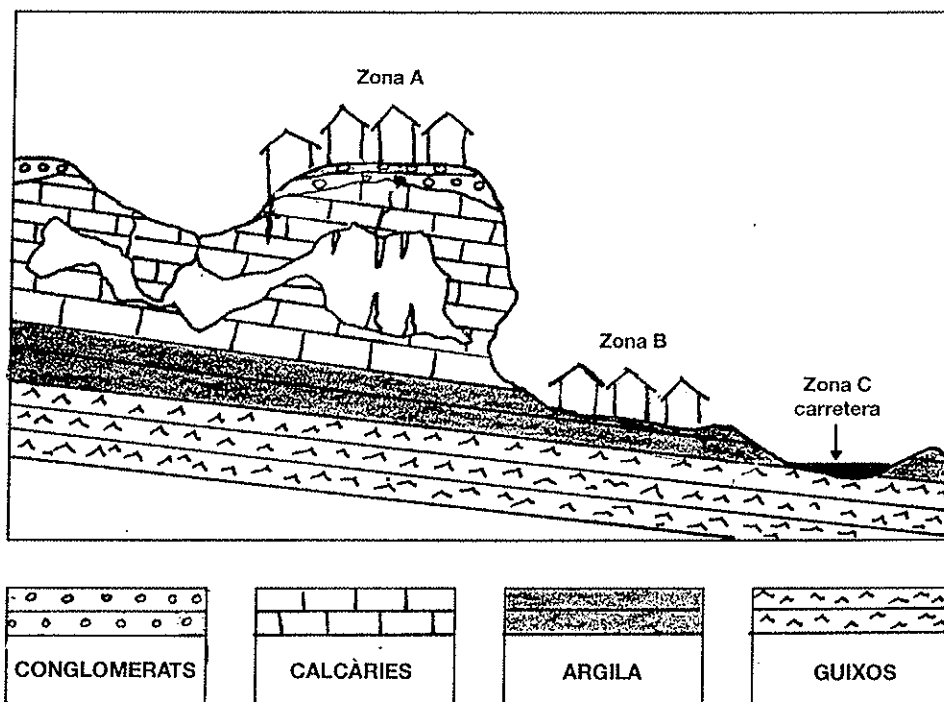 Zona A
Zona B
Zona C
carretera
CONGLOMERATS
CALCÀRIES
ARGILA
GUIXOS